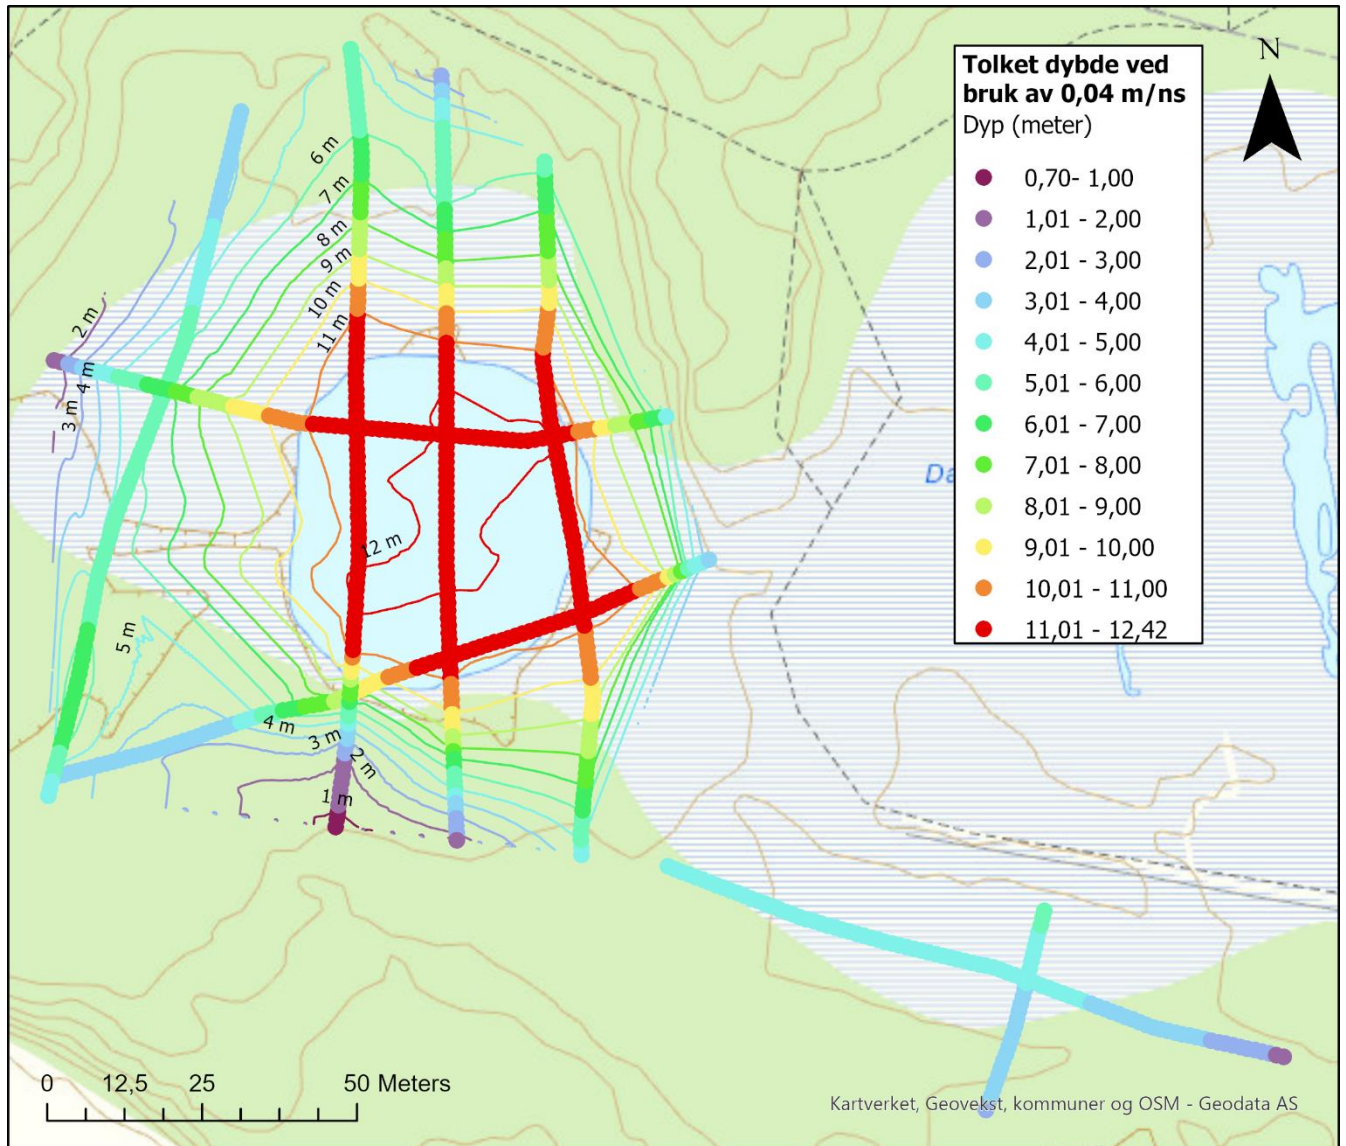 Tolket dybde ved
bruk av 0,04 m/ns
Dyp (meter)
0,70- 1,00
1,01 - 2,00
2,01 - 3,00
3,01 - 4,00
4,01 - 5,00
5,01 - 6,00
6,01 - 7,00
7,01 - 8,00
8,01 - 9,00
9,01 - 10,00
10,01 - 11,00
11,01 - 12,42
N
6 m
7 m
8 m
9 m
10 m
11 m
2 m
4 m
3 m
Da
12 m
5 m
4 m
3 m
2 m
1 m
0 12,5 25 50 Meters
Kartverket, Geovekst, kommuner og OSM - Geodata AS